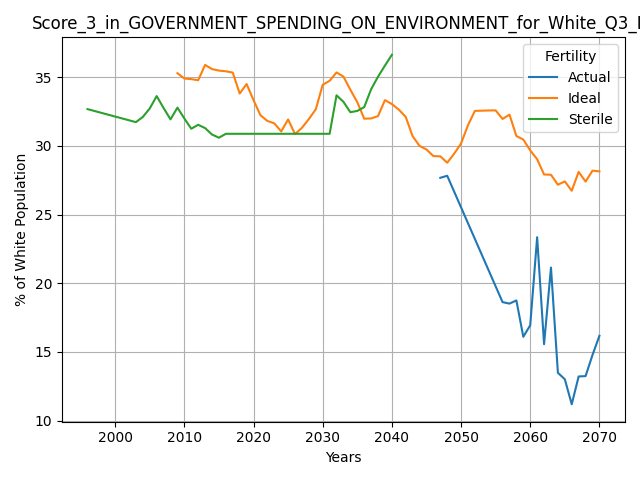 Score_3_in_GOVERNMENT_SPENDING_ON_ENVIRONMENT_for_White_Q3_
Fertility
Actual
Ideal
Sterile
% of White Population
35
30
25
20
15
10
2000
2010
2020
2030
2040
2050
2060
2070
Years